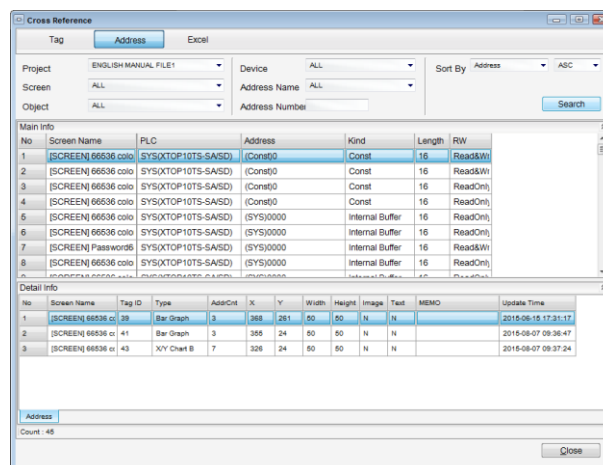 Cross Reference
Tag Address Excel
Project ENGLISH MANUAL FILE1 Device ALL Sort By Address ASC
Screen ALL Address Name ALL
Object ALL Address Number Search
Main Info
No Screen Name PLC Address Kind Length RW
1 [SCREEN] 66536 colo SYS(XTOP10TS-SA/SD) (Const)0 Const 16 Read&Wr
2 [SCREEN] 66536 colo SYS(XTOP10TS-SA/SD) (Const)0 Const 16 Read&Wr
3 [SCREEN] 66536 colo SYS(XTOP10TS-SA/SD) (Const)0 Const 16 ReadOnly
4 [SCREEN] 66536 colo SYS(XTOP10TS-SA/SD) (Const)0 Const 16 ReadOnly
5 [SCREEN] 66536 colo SYS(XTOP10TS-SA/SD) (SYS)0000 Internal Buffer 16 ReadOnly
6 [SCREEN] 66536 colo SYS(XTOP10TS-SA/SD) (SYS)0000 Internal Buffer 16 ReadOnly
7 [SCREEN] Password6 SYS(XTOP10TS-SA/SD) (SYS)0000 Internal Buffer 16 Read&Wr
8 [SCREEN] 66536 colo SYS(XTOP10TS-SA/SD) (SYS)0000 Internal Buffer 16 ReadOnly
Detail Info
No Screen Name Tag ID Type AddrCnt X Y Width Height Image Text MEMO Update Time
1 [SCREEN] 66536 cc 39 Bar Graph 3 368 261 50 50 N N 2015-06-15 17:31:17
2 [SCREEN] 66536 cc 41 Bar Graph 3 355 24 50 50 N N 2015-08-07 09:36:47
3 [SCREEN] 66536 cc 43 X/Y Chart B 7 326 24 50 50 N N 2015-08-07 09:37:24
Address
Count : 48
Close